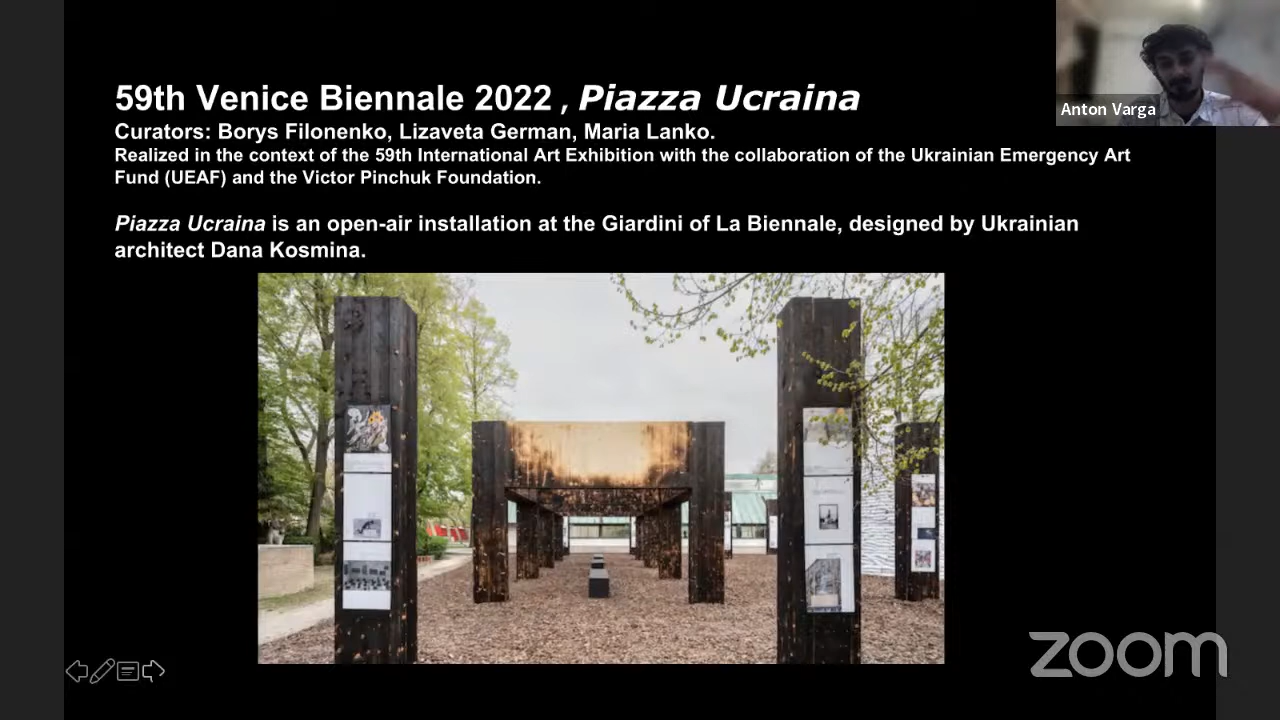 59th Venice Biennale 2022 , Piazza Ucraina
Curators: Borys Filonenko, Lizaveta German, Maria Lanko.
Realized in the context of the 59th International Art Exhibition with the collaboration of the Ukrainian Emergency Art
Fund (UEAF) and the Victor Pinchuk Foundation.
Piazza Ucraina is an open-air installation at the Giardini of La Biennale, designed by Ukrainian
architect Dana Kosmina.
Anton Varga
zoom